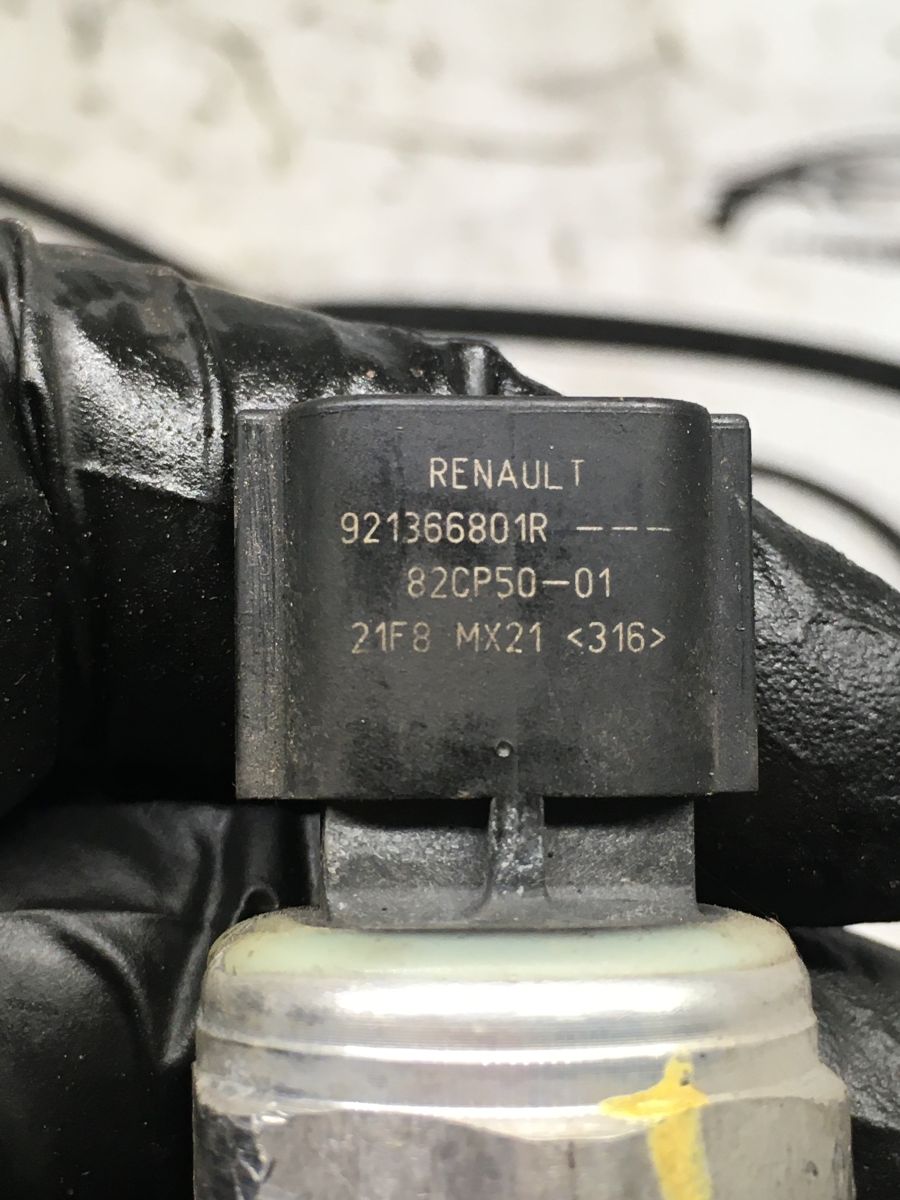 RENAULT
921366801R ---
82CP50-01
21F8 MX21 <316>